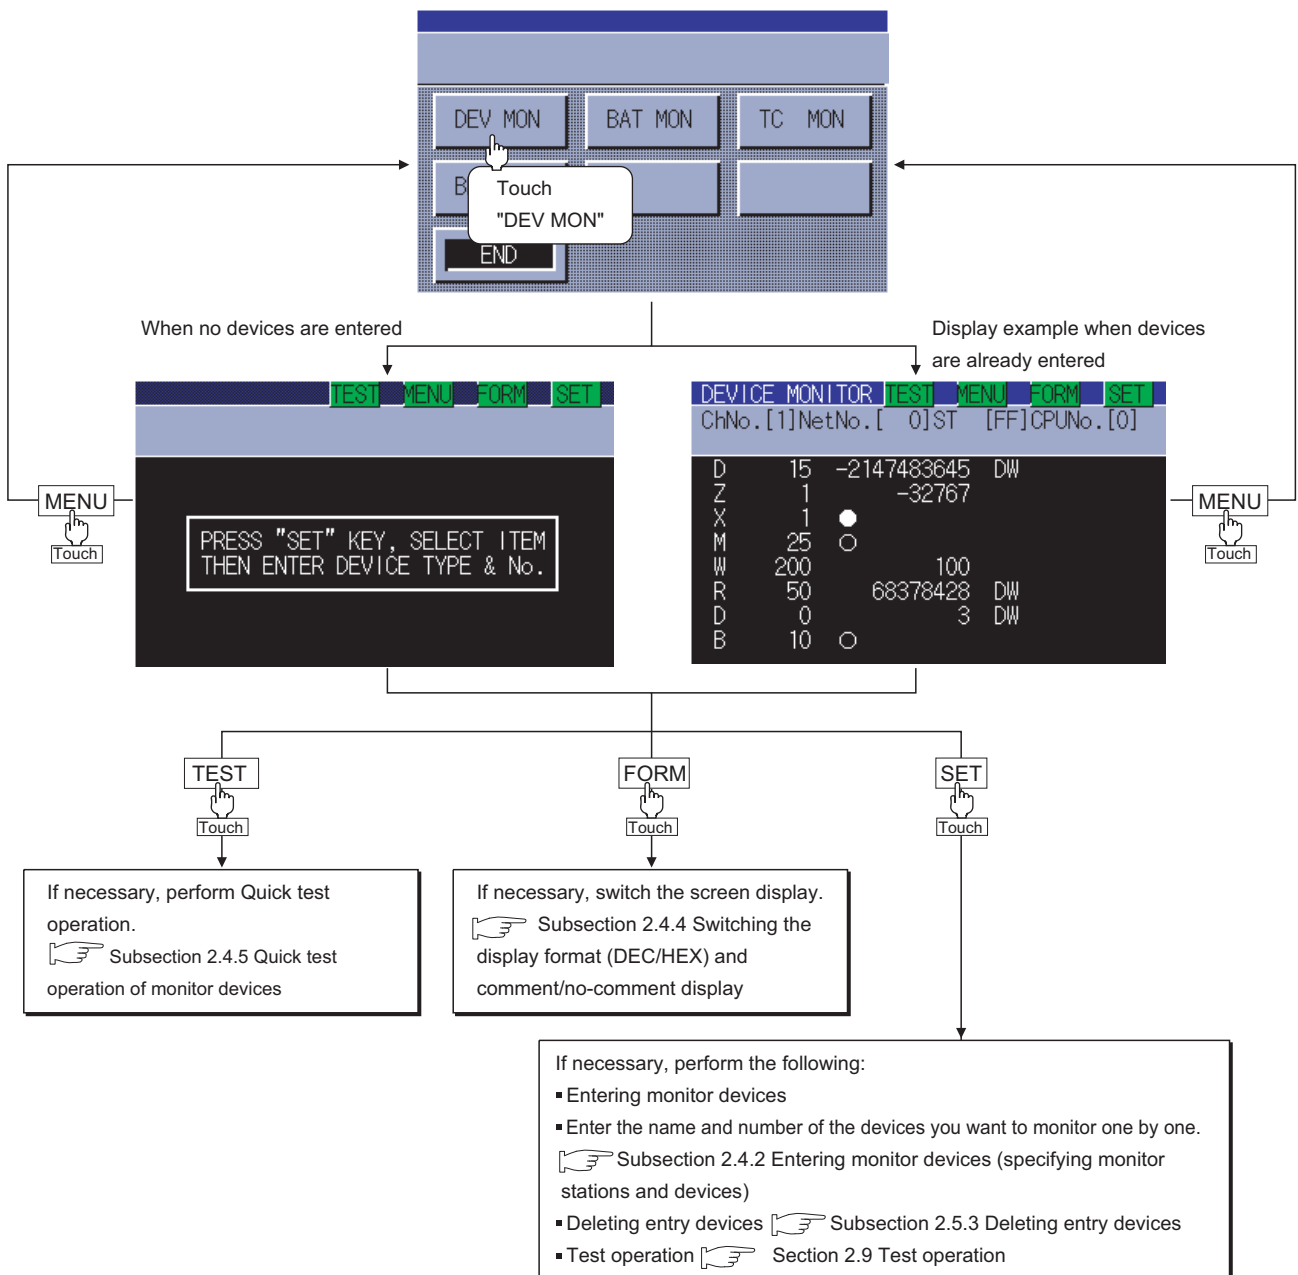 DEV MON
BAT MON
TC MON
B
Touch
"DEV MON"
END
When no devices are entered
Display example when devices
are already entered
TEST MENU FORM SET
PRESS "SET" KEY, SELECT ITEM
THEN ENTER DEVICE TYPE & No.
DEVICE MONITOR TEST MENU FORM SET
ChNo.[1]NetNo.[ 0]ST [FF]CPUNo.[0]
D 15 -2147483645 DW
Z 1 -32767
X 1 ●
M 25 ○
W 200 100
R 50 68378428 DW
D 0 3 DW
B 10 ○
MENU
Touch
MENU
Touch
TEST
Touch
FORM
Touch
SET
Touch
If necessary, perform Quick test
operation.
Subsection 2.4.5 Quick test
operation of monitor devices
If necessary, switch the screen display.
Subsection 2.4.4 Switching the
display format (DEC/HEX) and
comment/no-comment display
If necessary, perform the following:
▪ Entering monitor devices
▪ Enter the name and number of the devices you want to monitor one by one.
Subsection 2.4.2 Entering monitor devices (specifying monitor
stations and devices)
▪ Deleting entry devices Subsection 2.5.3 Deleting entry devices
▪ Test operation Section 2.9 Test operation